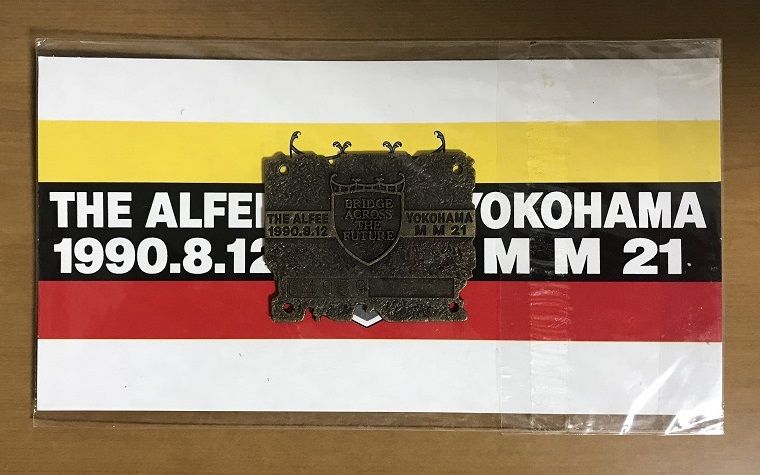 THE ALFEE
1990.8.12
YOKOHAMA
M M 21
THE ALFEE
1990.8.12
BRIDGE
ACROSS
THE
FUTURE
YOKOHAMA
M M 21